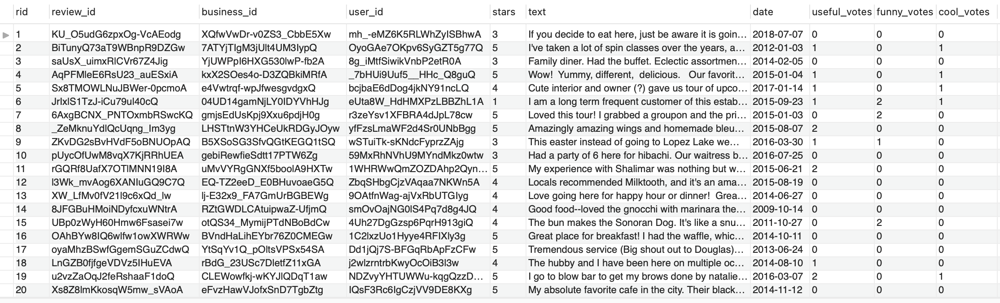 rid review_id business_id user_id stars text date useful_votes funny_votes cool_votes
1 KU_O5udG6zpxOg-VcAEodg XQfwVwDr-v0ZS3_CbbE5Xw mh_-eMZ6K5RLWhZyISBhwA 3 If you decide to eat here, just be aware it is goin... 2018-07-07 0 0 0
2 BiTunyQ73aT9WBnpR9DZGw 7ATYjTIgM3jUlt4UM3IypQ OyoGAe7OKpv6SyGZT5g77Q 5 I've taken a lot of spin classes over the years, a... 2012-01-03 1 0 1
3 saUsX_uimxRlCVr67Z4Jig YjUWPpI6HXG530lwP-fb2A 8g_iMtfSiwikVnbP2etR0A 3 Family diner. Had the buffet. Eclectic assortmen... 2014-02-05 0 0 0
4 AqPFMleE6RsU23_auESxiA kxX2SOes4o-D3ZQBkiMRfA _7bHUi9Uuf5__HHc_Q8guQ 5 Wow!  Yummy, different,  delicious.   Our favorit... 2015-01-04 1 0 1
5 Sx8TMOWLNuJBWer-0pcmoA e4Vwtrqf-wpJfwesgvdgxQ bcjbaE6dDog4jkNY91ncLQ 4 Cute interior and owner (?) gave us tour of upco... 2017-01-14 1 0 1
6 JrIxlS1TzJ-iCu79ul40cQ 04UD14gamNjLY0IDYVhHJg eUta8W_HdHMXPzLBBZhL1A 1 I am a long term frequent customer of this estab... 2015-09-23 1 2 1
7 6AxgBCNX_PNTOxmbRSwcKQ gmjsEdUsKpj9Xxu6pdjH0g r3zeYsv1XFBRA4dJpL78cw 5 Loved this tour! I grabbed a groupon and the pri... 2015-01-03 0 2 0
8 _ZeMknuYdlQcUqng_Im3yg LHSTtnW3YHCeUkRDGyJOyw yfFzsLmaWF2d4Sr0UNbBgg 5 Amazingly amazing wings and homemade bleu... 2015-08-07 2 0 0
9 ZKvDG2sBvHVdF5oBNUOpAQ B5XSoSG3SfvQGtKEGQ1tSQ wSTuiTk-sKNdcFyprzZAjg 3 This easter instead of going to Lopez Lake we... 2016-03-30 1 1 0
10 pUycOfUwM8vqX7KjRRhUEA gebiRewfieSdtt17PTW6Zg 59MxRhNVhU9MYndMkz0wtw 3 Had a party of 6 here for hibachi. Our waitress b... 2016-07-25 0 0 0
11 rGQRf8UafX7OTlMNN19I8A uMvVYRgGNXf5boolA9HXTw 1WHRWwQmZOZDAhp2Qyn... 5 My experience with Shalimar was nothing but w... 2015-06-21 2 0 0
12 l3Wk_mvAog6XANIuGQ9C7Q EQ-TZ2eeD_E0BHuvoaeG5Q ZbqSHbgCjzVAqaa7NKWn5A 4 Locals recommended Milktooth, and it's an ama... 2015-08-19 0 0 0
13 XW_LfMv0fV21l9c6xQd_lw lj-E32x9_FA7GmUrBGBEWg 9OAtfnWag-ajVxRbUTGIyg 4 Love going here for happy hour or dinner!  Grea... 2014-06-27 0 0 0
14 8JFGBuHMoiNDyfcxuWNtrA RZtGWDLCAtuipwaZ-UfjmQ smOvOajNG0lS4Pq7d8g4JQ 4 Good food--loved the gnocchi with marinara the... 2009-10-14 0 0 0
15 UBp0zWyH60Hmw6Fsasei7w otQS34_MymijPTdNBoBdCw 4Uh27DgGzsp6PqrH913giQ 4 The bun makes the Sonoran Dog. It's like a snu... 2011-10-27 0 2 0
16 OAhBYw8IQ6wlfw1owXWRWw BVndHaLihEYbr76Z0CMEGw 1C2lxzUo1Hyye4RFIXly3g 5 Great place for breakfast! I had the waffle, whic... 2014-10-11 0 0 0
17 oyaMhzBSwfGgemSGuZCdwQ YtSqYv1Q_pOltsVPSx54SA Dd1jQj7S-BFGqRbApFzCFw 5 Tremendous service (Big shout out to Douglas)... 2013-06-24 0 0 0
18 LnGZB0fjfgeVDVz5IHuEVA rBdG_23USc7DletfZ11xGA j2wlzrntrbKwyOcOiB3l3w 4 The hubby and I have been here on multiple oc... 2014-08-10 1 0 0
19 u2vzZaOqJ2feRshaaF1doQ CLEWowfkj-wKYJlQDqT1aw NDZvyYHTUWWu-kqgQzzD... 5 I go to blow bar to get my brows done by natalie... 2016-03-07 2 0 1
20 Xs8Z8lmKkosqW5mw_sVAoA eFvzHawVJofxSnD7TgbZtg IQsF3Rc6IgCzjVV9DE8KXg 5 My absolute favorite cafe in the city. Their black... 2014-11-12 0 0 0